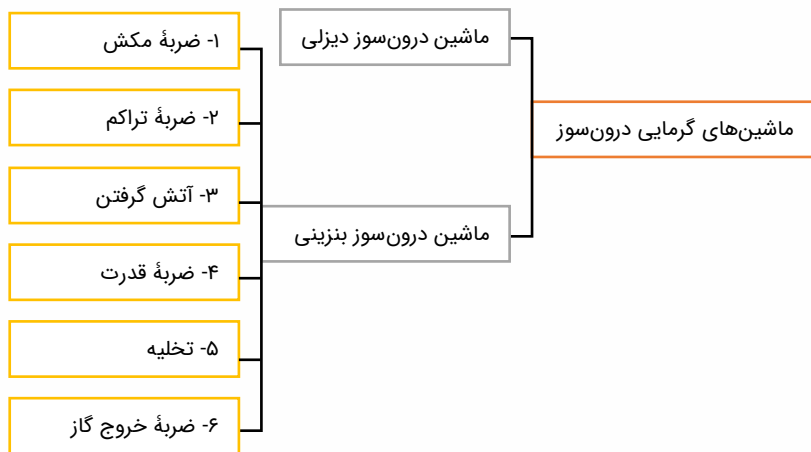 ماشین‌های گرمایی درون‌سوز
ماشین درون‌سوز دیزلی
ماشین درون‌سوز بنزینی
۱- ضربهٔ مکش
۲- ضربهٔ تراکم
۳- آتش گرفتن
۴- ضربهٔ قدرت
۵- تخلیه
۶- ضربهٔ خروج گاز